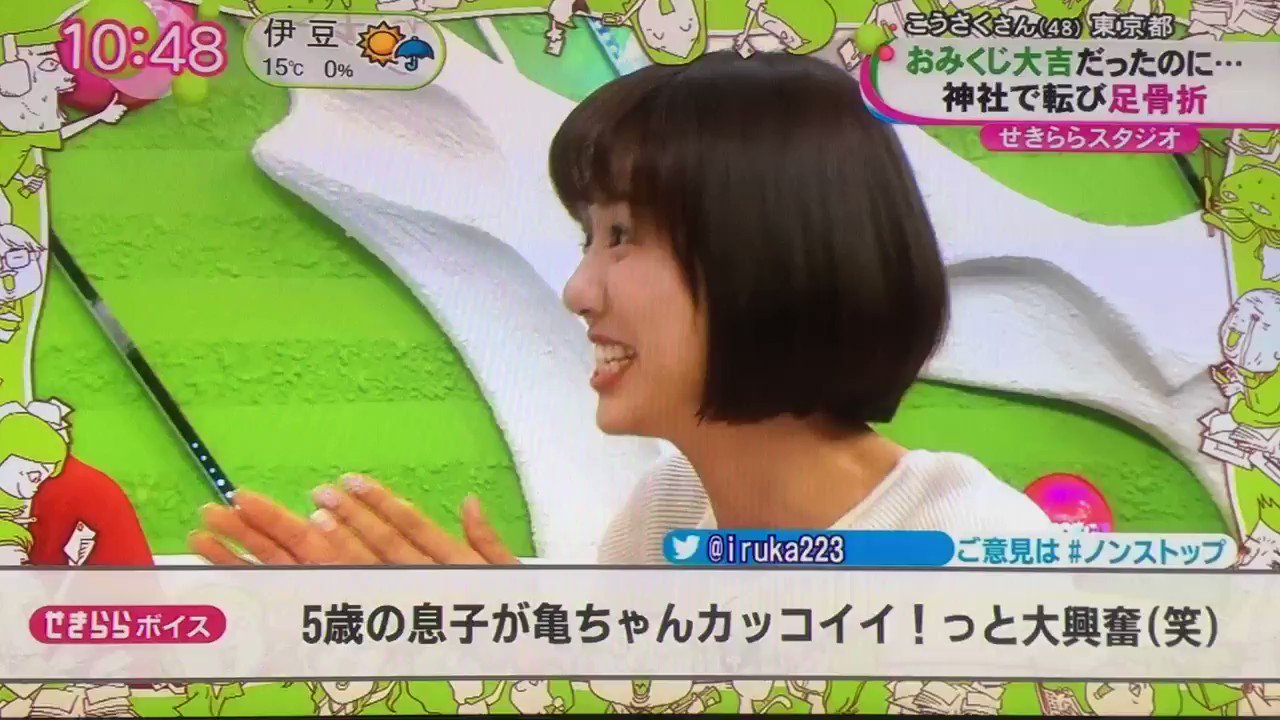 10:48
伊豆
15℃ 0%
こうさくさん(48) 東京都
おみくじ大吉だったのに…
神社で転び足骨折
せきららスタジオ
@iruka223
ご意見は #ノンストップ
せきららボイス
5歳の息子が亀ちゃんカッコイイ！っと大興奮(笑)